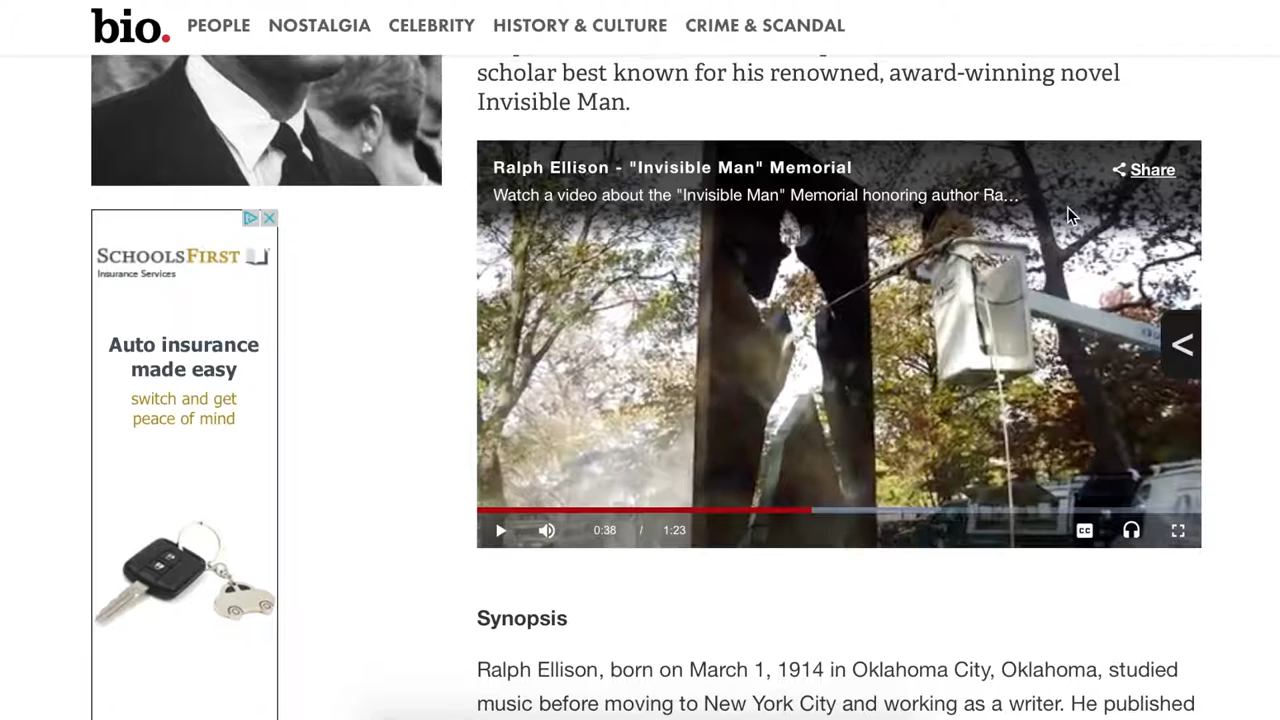 bio. PEOPLE NOSTALGIA CELEBRITY HISTORY & CULTURE CRIME & SCANDAL
scholar best known for his renowned, award-winning novel
Invisible Man.
Ralph Ellison - "Invisible Man" Memorial
Share
Watch a video about the "Invisible Man" Memorial honoring author Ra...
<
0:38 / 1:23
CC
SCHOOLSFIRST
Insurance Services
Auto insurance
made easy
switch and get
peace of mind
Synopsis
Ralph Ellison, born on March 1, 1914 in Oklahoma City, Oklahoma, studied
music before moving to New York City and working as a writer. He published